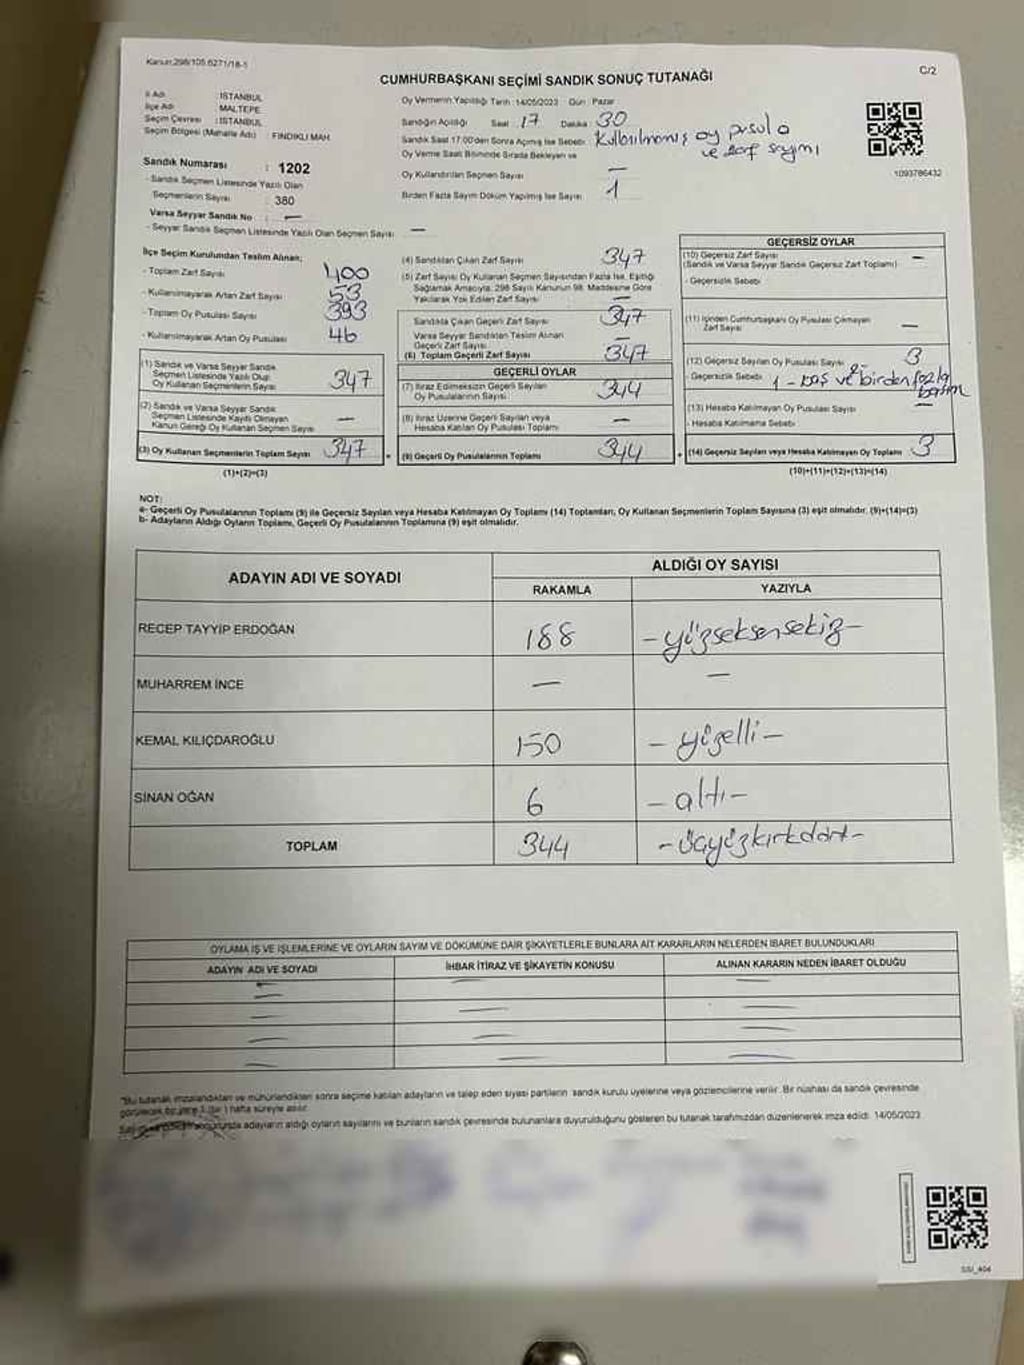 Kanun:298/105.6271/18-1
C/2
CUMHURBAŞKANI SEÇİMİ SANDIK SONUÇ TUTANAĞI
İl Adı : İSTANBUL
İlçe Adı : MALTEPE
Seçim Çevresi : İSTANBUL
Seçim Bölgesi (Mahalle Adı) : FINDIKLI MAH.
Sandık Numarası : 1202
- Sandık Seçmen Listesinde Yazılı Olan
Seçmenlerin Sayısı : 380
Varsa Seyyar Sandık No : —
- Seyyar Sandık Seçmen Listesinde Yazılı Olan Seçmen Sayısı —
Oy Vermenin Yapıldığı Tarih :14/05/2023 Gün : Pazar
Sandığın Açıldığı Saat : 17 Dakika : 30
Sandık Saat 17.00'den Sonra Açılmış İse Sebebi : Kullanılmamış oy pusula
ve zarf sayımı
Oy Verme Saati Bitiminde Sırada Bekleyen ve
Oy Kullandırılan Seçmen Sayısı —
Birden Fazla Sayım Döküm Yapılmış İse Sayısı 1
1093786432
İlçe Seçim Kurulundan Teslim Alınan;
- Toplam Zarf Sayısı 400
- Kullanılmayarak Artan Zarf Sayısı 53
- Toplam Oy Pusulası Sayısı 393
- Kullanılmayarak Artan Oy Pusulası 46
(1) Sandık ve Varsa Seyyar Sandık
Seçmen Listesinde Yazılı Olup
Oy Kullanan Seçmenlerin Sayısı 347
(2) Sandık ve Varsa Seyyar Sandık
Seçmen Listesinde Kaydı Olmayan
Kanun Gereği Oy Kullanan Seçmen Sayısı —
(3) Oy Kullanan Seçmenlerin Toplam Sayısı 347
(1)+(2)=(3)
(4) Sandıktan Çıkan Zarf Sayısı 347
(5) Zarf Sayısı Oy Kullanan Seçmen Sayısından Fazla İse, Eşitliği
Sağlamak Amacıyla, 298 Sayılı Kanunun 98. Maddesine Göre
Yakılarak Yok Edilen Zarf Sayısı —
Sandıkta Çıkan Geçerli Zarf Sayısı 347
Varsa Seyyar Sandıktan Teslim Alınan
Geçerli Zarf Sayısı —
(6) Toplam Geçerli Zarf Sayısı 347
GEÇERLİ OYLAR
(7) İtiraz Edilmeksizin Geçerli Sayılan
Oy Pusulalarının Sayısı 344
(8) İtiraz Üzerine Geçerli Sayılan veya
Hesaba Katılan Oy Pusulası Toplamı —
(9) Geçerli Oy Pusulalarının Toplamı 344
GEÇERSİZ OYLAR
(10) Geçersiz Zarf Sayısı —
(Sandık ve Varsa Seyyar Sandık Geçersiz Zarf Toplamı)
- Geçersizlik Sebebi
(11) İçinden Cumhurbaşkanı Oy Pusulası Çıkmayan
Zarf Sayısı —
(12) Geçersiz Sayılan Oy Pusulası Sayısı 3
- Geçersizlik Sebebi 1 - boş ve 2- birden fazla
basım
(13) Hesaba Katılmayan Oy Pusulası Sayısı —
- Hesaba Katılmama Sebebi
(14) Geçersiz Sayılan veya Hesaba Katılmayan Oy Toplamı 3
(10)+(11)+(12)+(13)=(14)
NOT:
a- Geçerli Oy Pusulalarının Toplamı (9) ile Geçersiz Sayılan veya Hesaba Katılmayan Oy Toplamı (14) Toplamları, Oy Kullanan Seçmenlerin Toplam Sayısına (3) eşit olmalıdır. (9)+(14)=(3)
b- Adayların Aldığı Oyların Toplamı, Geçerli Oy Pusulalarının Toplamına (9) eşit olmalıdır.
ADAYIN ADI VE SOYADI
ALDIĞI OY SAYISI
RAKAMLA YAZIYLA
RECEP TAYYİP ERDOĞAN 188 -yüzseksensekiz-
MUHARREM İNCE — —
KEMAL KILIÇDAROĞLU 150 -yüzelli-
SİNAN OĞAN 6 -altı-
TOPLAM 344 -üçyüzkırkdört-
OYLAMA İŞ VE İŞLEMLERİNE VE OYLARIN SAYIM VE DÖKÜMÜNE DAİR ŞİKAYETLERLE BUNLARA AİT KARARLARIN NELERDEN İBARET BULUNDUKLARI
ADAYIN ADI VE SOYADI İHBAR İTİRAZ VE ŞİKAYETİN KONUSU ALINAN KARARIN NEDEN İBARET OLDUĞU
— — —
— — —
— — —
— — —
"Bu tutanak imzalandıktan ve mühürlendikten sonra seçime katılan adayların ve talep eden siyasi partilerin sandık kurulu üyelerine veya gözlemcilerine verilir. Bir nüshası da sandık çevresinde
görülecek bir yere 1 (bir) hafta süreyle asılır.
sonucunda adayların aldığı oyların sayılarını ve bunların sandık çevresinde bulunanlara duyurulduğunu gösteren bu tutanak tarafımızdan düzenlenerek imza edildi. 14/05/2023
SSI_404